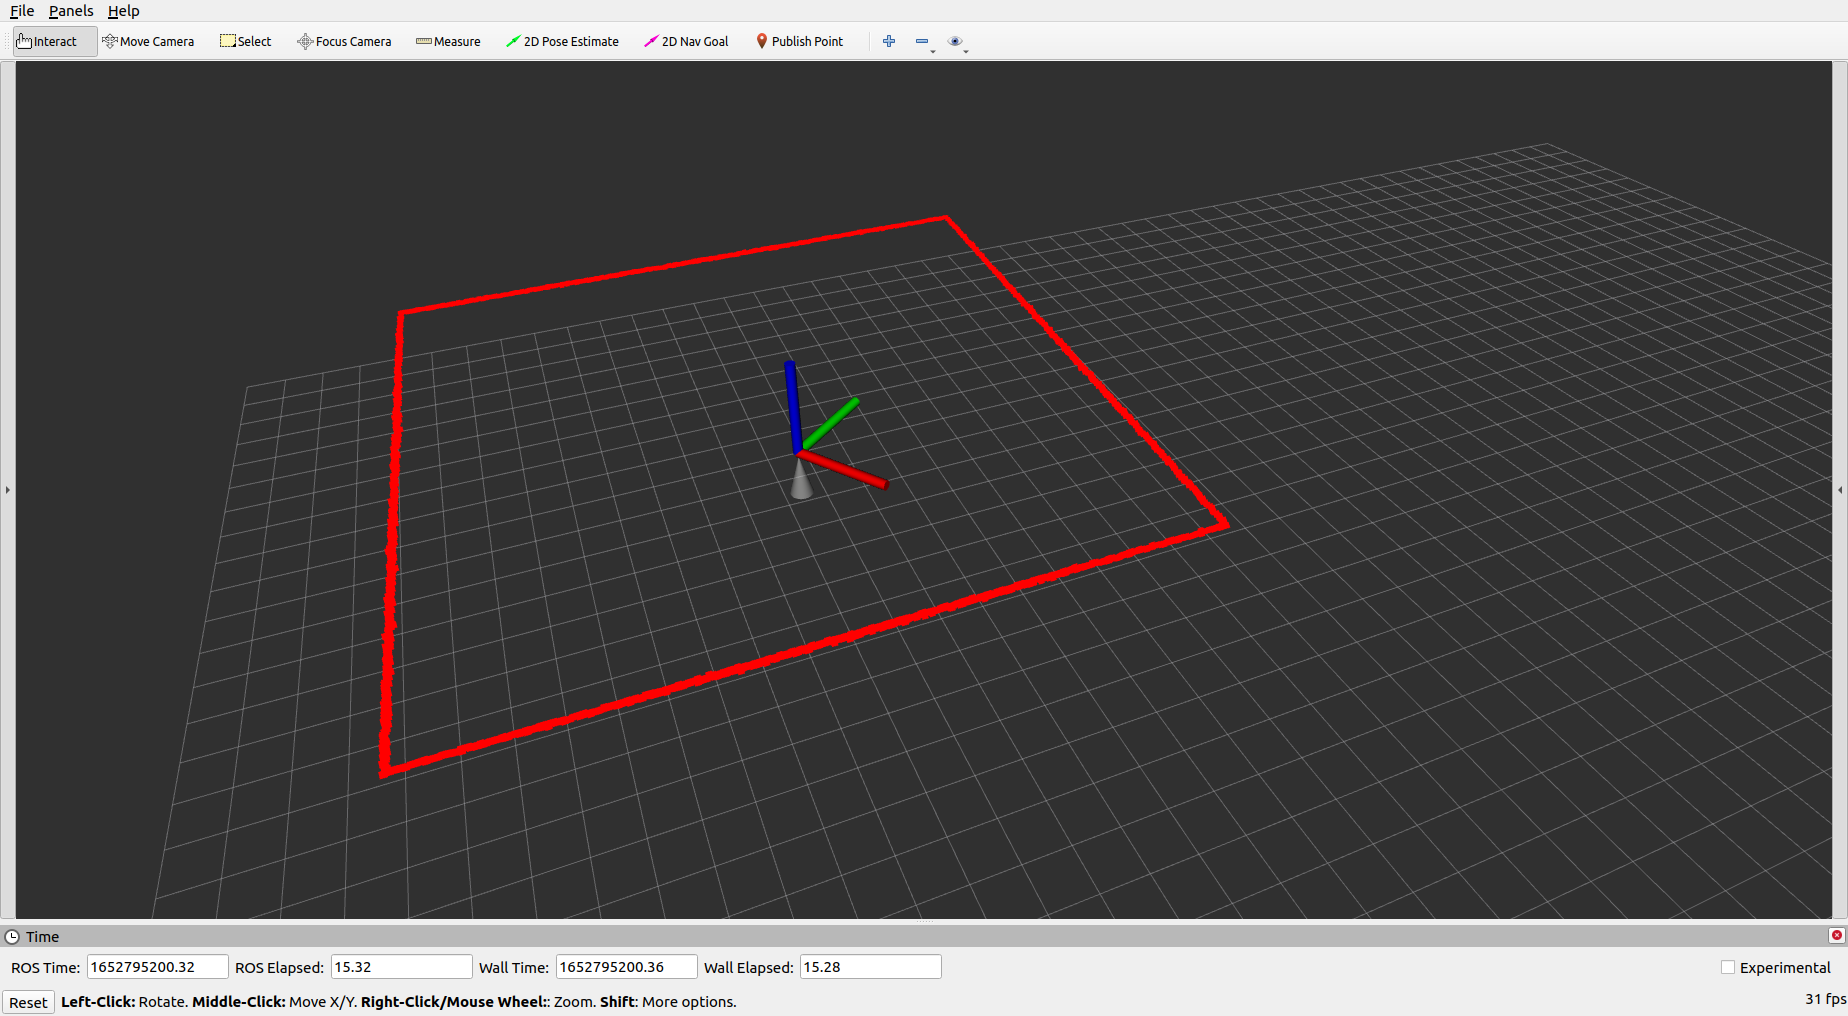 File Panels Help
Interact Move Camera Select Focus Camera Measure 2D Pose Estimate 2D Nav Goal Publish Point
Time
ROS Time: 1652795200.32 ROS Elapsed: 15.32 Wall Time: 1652795200.36 Wall Elapsed: 15.28 Experimental
Reset Left-Click: Rotate. Middle-Click: Move X/Y. Right-Click/Mouse Wheel:: Zoom. Shift: More options. 31 fps